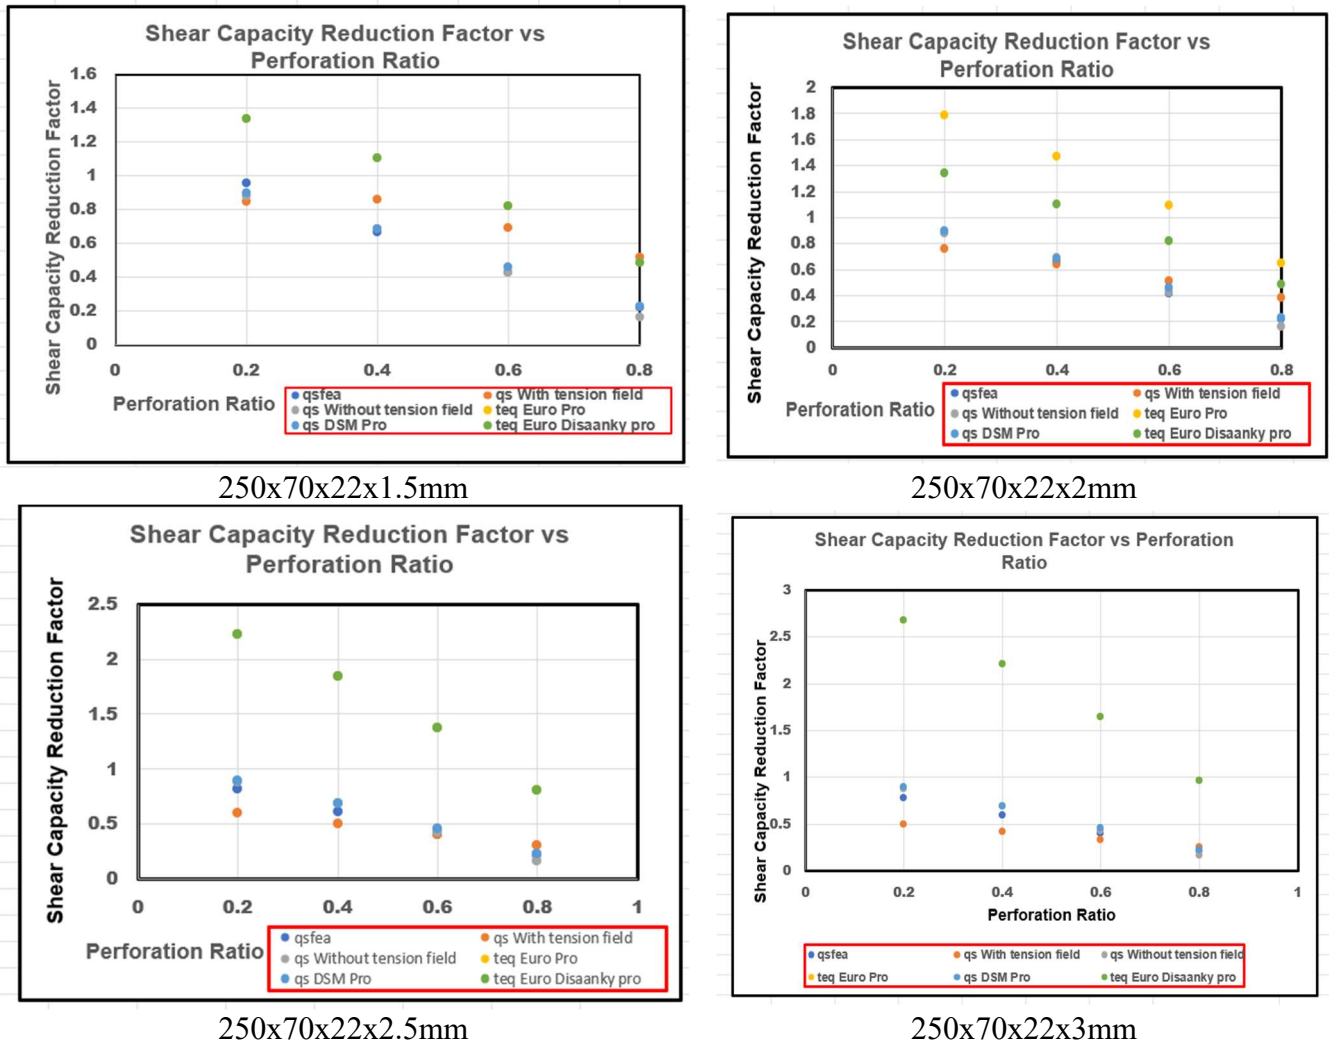 Shear Capacity Reduction Factor vs
Perforation Ratio
Shear Capacity Reduction Factor
1.6
1.4
1.2
1
0.8
0.6
0.4
0.2
0
0 0.2 0.4 0.6 0.8
Perforation Ratio
qsfea qs With tension field
qs Without tension field teq Euro Pro
qs DSM Pro teq Euro Disaanky pro
250x70x22x1.5mm
Shear Capacity Reduction Factor vs
Perforation Ratio
Shear Capacity Reduction Factor
2
1.8
1.6
1.4
1.2
1
0.8
0.6
0.4
0.2
0
0 0.2 0.4 0.6 0.8
Perforation Ratio
qsfea qs With tension field
qs Without tension field teq Euro Pro
qs DSM Pro teq Euro Disaanky pro
250x70x22x2mm
Shear Capacity Reduction Factor vs
Perforation Ratio
Shear Capacity Reduction Factor
2.5
2
1.5
1
0.5
0
0 0.2 0.4 0.6 0.8 1
Perforation Ratio
qsfea qs With tension field
qs Without tension field teq Euro Pro
qs DSM Pro teq Euro Disaanky pro
250x70x22x2.5mm
Shear Capacity Reduction Factor vs Perforation
Ratio
Shear Capacity Reduction Factor
3
2.5
2
1.5
1
0.5
0
0 0.2 0.4 0.6 0.8 1
Perforation Ratio
qsfea qs With tension field qs Without tension field
teq Euro Pro qs DSM Pro teq Euro Disaanky pro
250x70x22x3mm